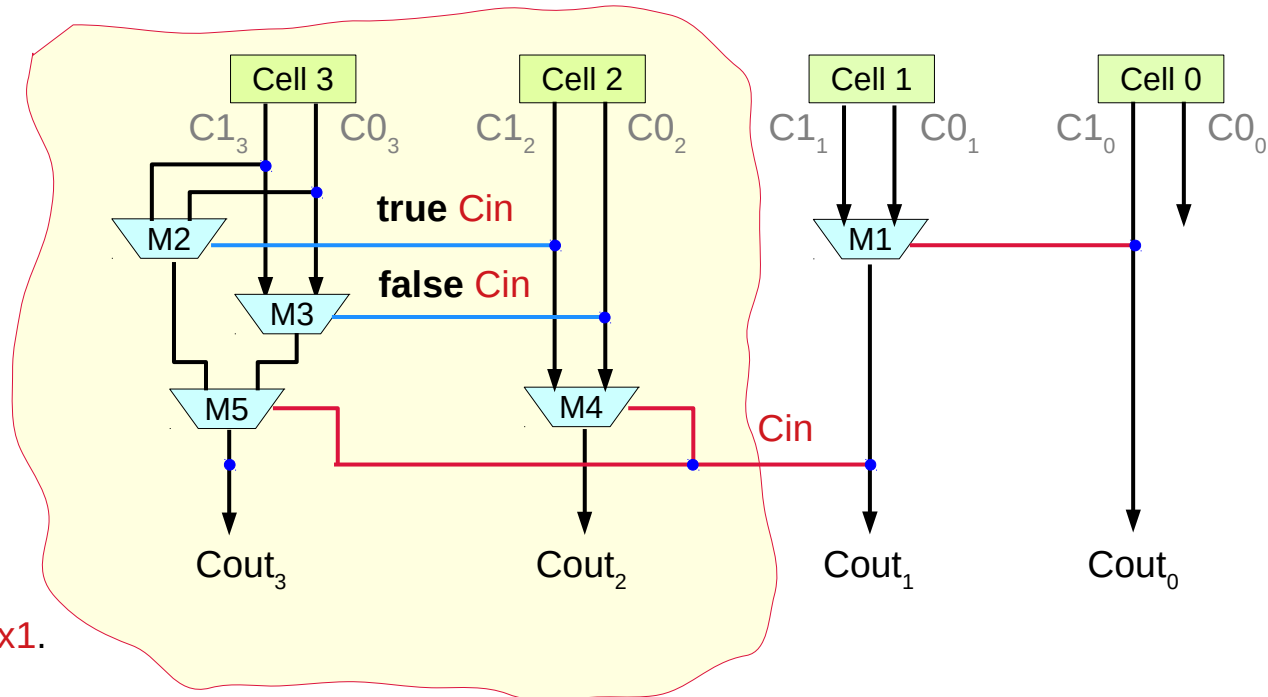 Cell 3 Cell 2 Cell 1 Cell 0
C1₃ C0₃ C1₂ C0₂ C1₁ C0₁ C1₀ C0₀
true Cin
M2 M1
false Cin
M3
M5 M4
Cin
Cout₃ Cout₂ Cout₁ Cout₀
x1.